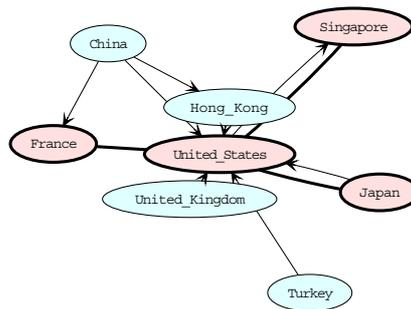 Singapore
China
Hong_Kong
France
United_States
Japan
United_Kingdom
Turkey